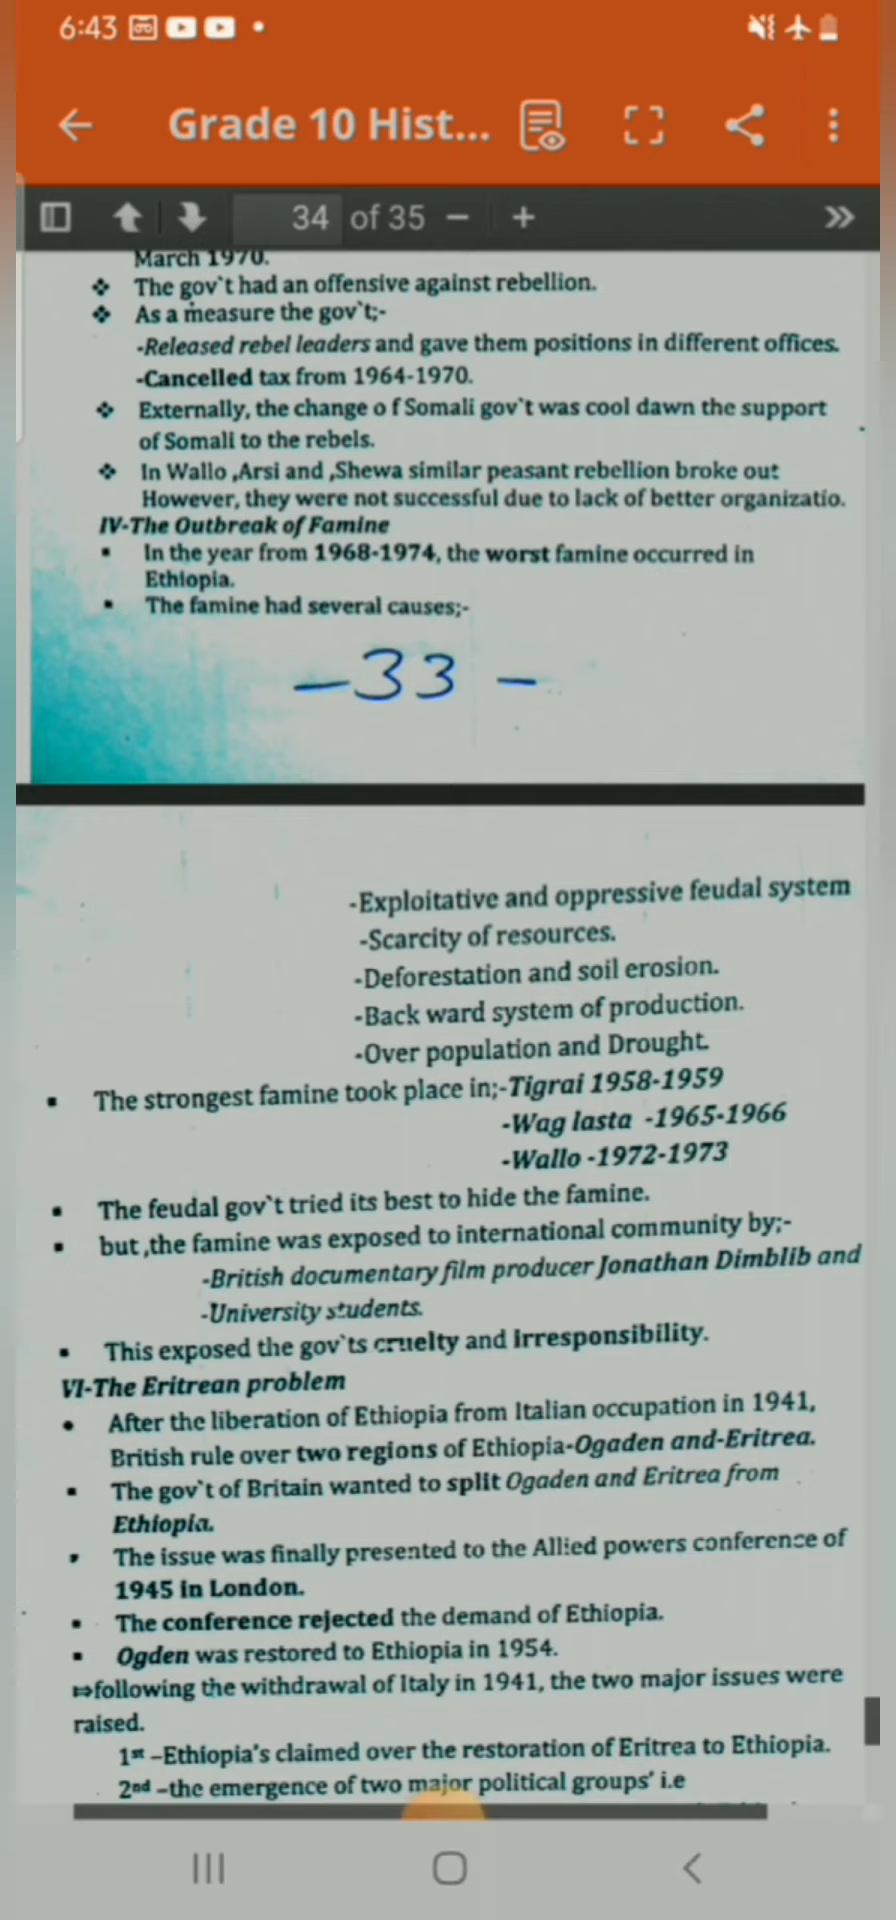 6:43
Grade 10 Hist...
34 of 35
March 1970.
❖ The gov`t had an offensive against rebellion.
❖ As a measure the gov`t;-
-Released rebel leaders and gave them positions in different offices.
-Cancelled tax from 1964-1970.
❖ Externally, the change o f Somali gov`t was cool dawn the support
of Somali to the rebels.
❖ In Wallo ,Arsi and ,Shewa similar peasant rebellion broke out
However, they were not successful due to lack of better organizatio.
IV-The Outbreak of Famine
▪ In the year from 1968-1974, the worst famine occurred in
Ethiopia.
▪ The famine had several causes;-
-33-
-Exploitative and oppressive feudal system
-Scarcity of resources.
-Deforestation and soil erosion.
-Back ward system of production.
-Over population and Drought.
▪ The strongest famine took place in;-Tigrai 1958-1959
-Wag lasta -1965-1966
-Wallo -1972-1973
▪ The feudal gov`t tried its best to hide the famine.
▪ but ,the famine was exposed to international community by;-
-British documentary film producer Jonathan Dimblib and
-University students.
▪ This exposed the gov`ts cruelty and irresponsibility.
VI-The Eritrean problem
• After the liberation of Ethiopia from Italian occupation in 1941,
British rule over two regions of Ethiopia-Ogaden and-Eritrea.
▪ The gov`t of Britain wanted to split Ogaden and Eritrea from
Ethiopia.
▪ The issue was finally presented to the Allied powers conference of
1945 in London.
▪ The conference rejected the demand of Ethiopia.
▪ Ogden was restored to Ethiopia in 1954.
⇒following the withdrawal of Italy in 1941, the two major issues were
raised.
1st –Ethiopia's claimed over the restoration of Eritrea to Ethiopia.
2nd –the emergence of two major political groups' i.e